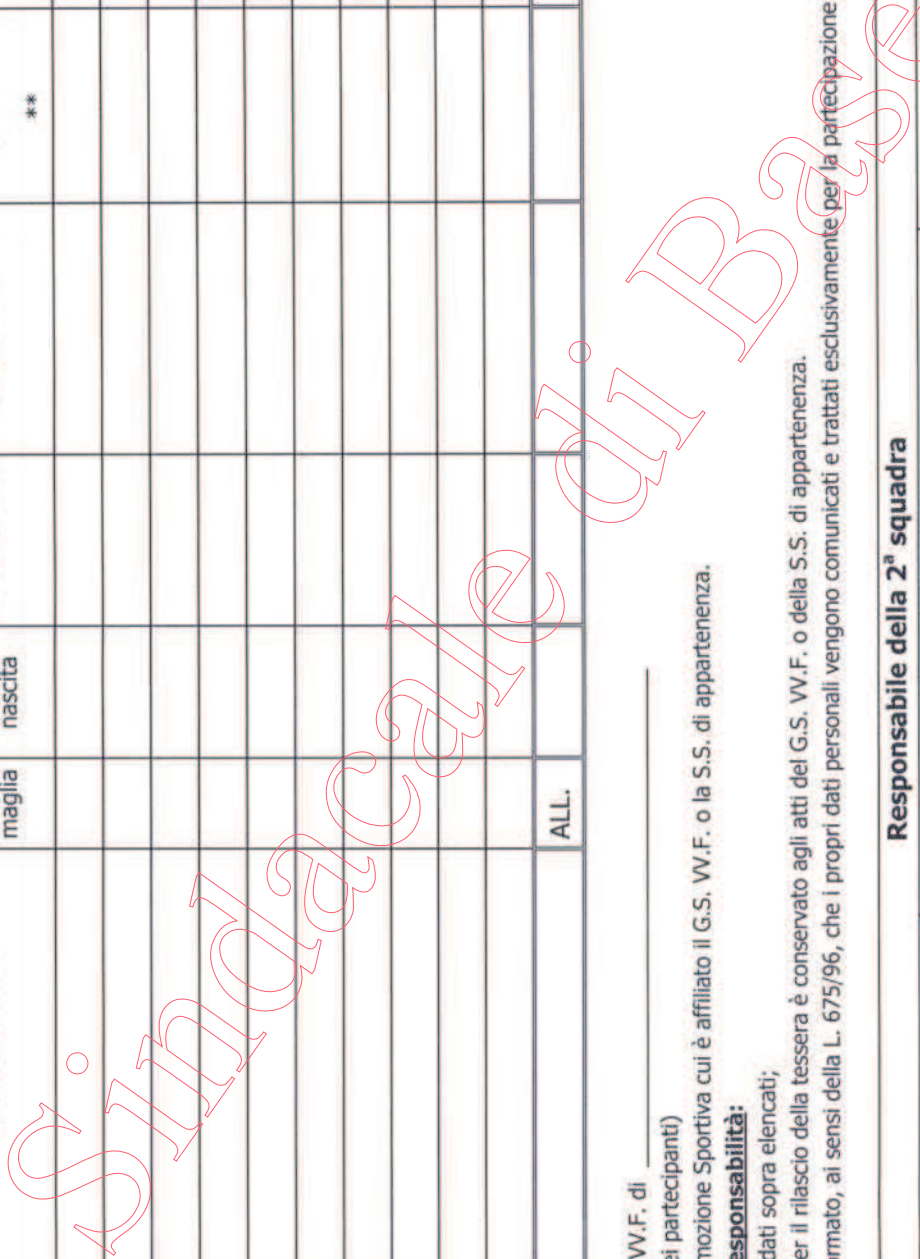 maglia nascita **
ALL.
W.F. di
ei partecipanti)
mozione Sportiva cui è affiliato il G.S. VV.F. o la S.S. di appartenenza.
esponsabilità:
dati sopra elencati;
er il rilascio della tessera è conservato agli atti del G.S. VV.F. o della S.S. di appartenenza.
rmato, ai sensi della L. 675/96, che i propri dati personali vengono comunicati e trattati esclusivamente per la partecipazione
Responsabile della 2ª squadra
Sindacale di Base